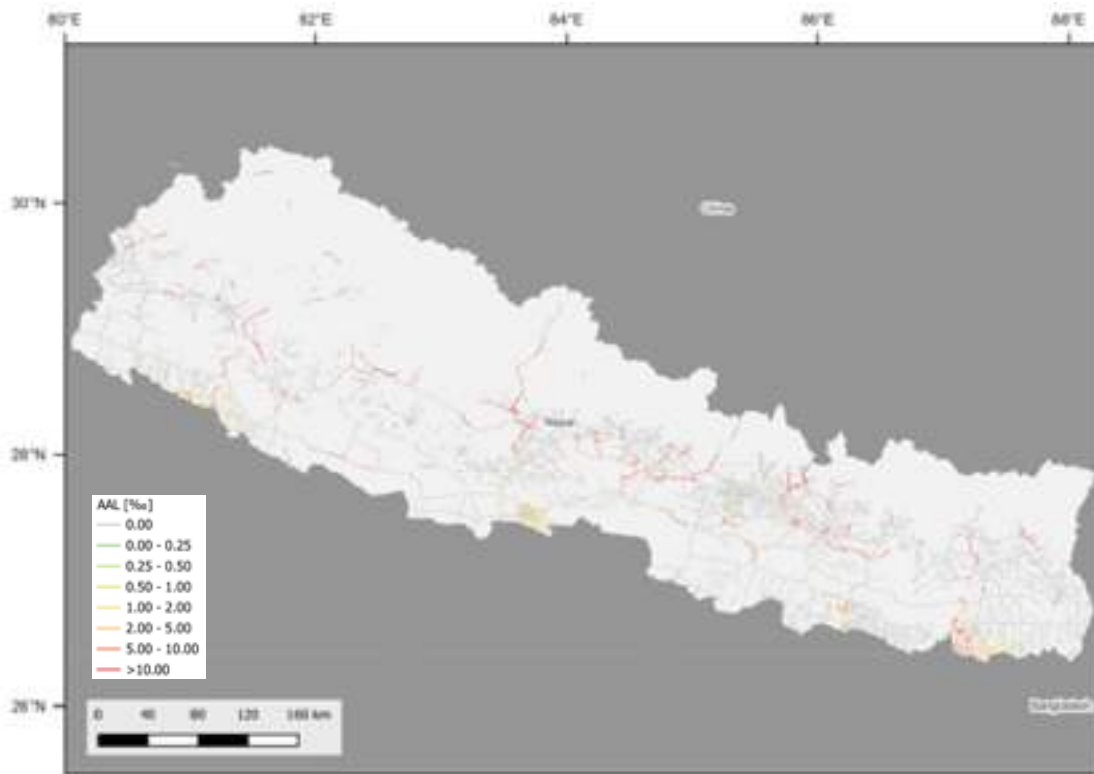 80°E 82°E 84°E 86°E 88°E
30°N
China
Nepal
28°N
AAL [‰]
0.00
0.00 - 0.25
0.25 - 0.50
0.50 - 1.00
1.00 - 2.00
2.00 - 5.00
5.00 - 10.00
>10.00
26°N
Bangladesh
0 40 80 120 160 km